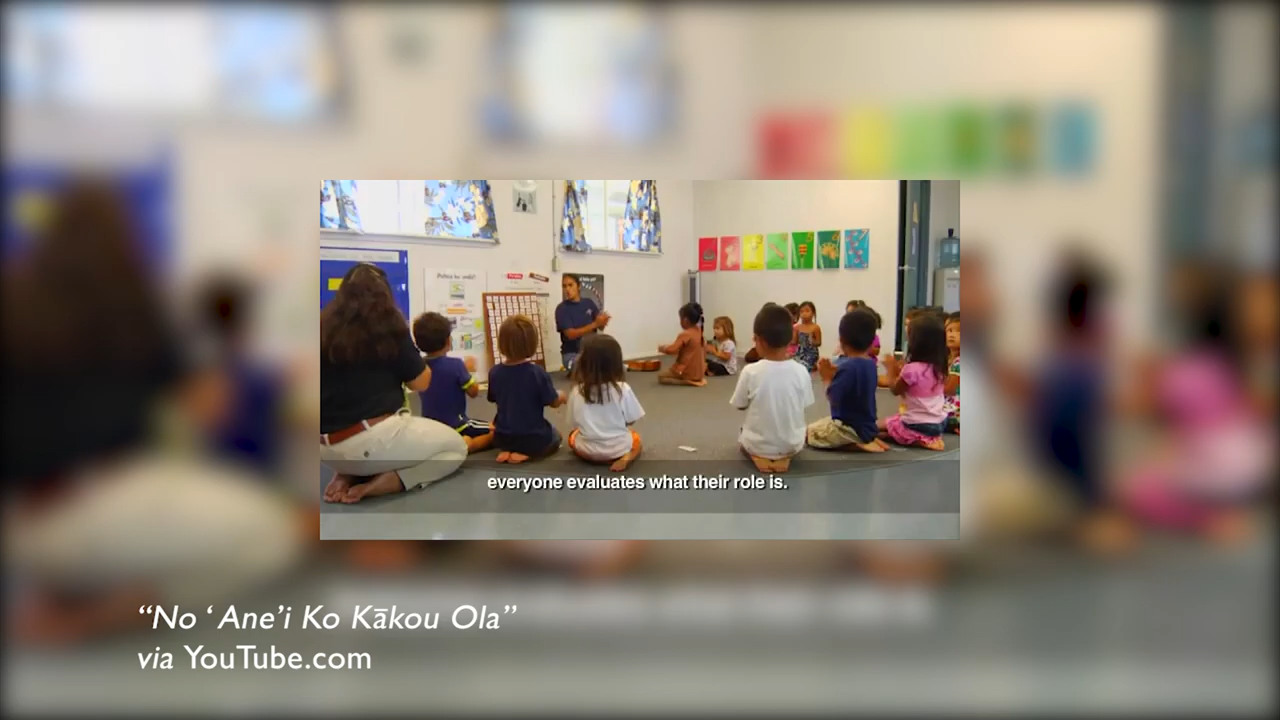 everyone evaluates what their role is.
“No ‘ Ane’i Ko Kākou Ola”
via YouTube.com